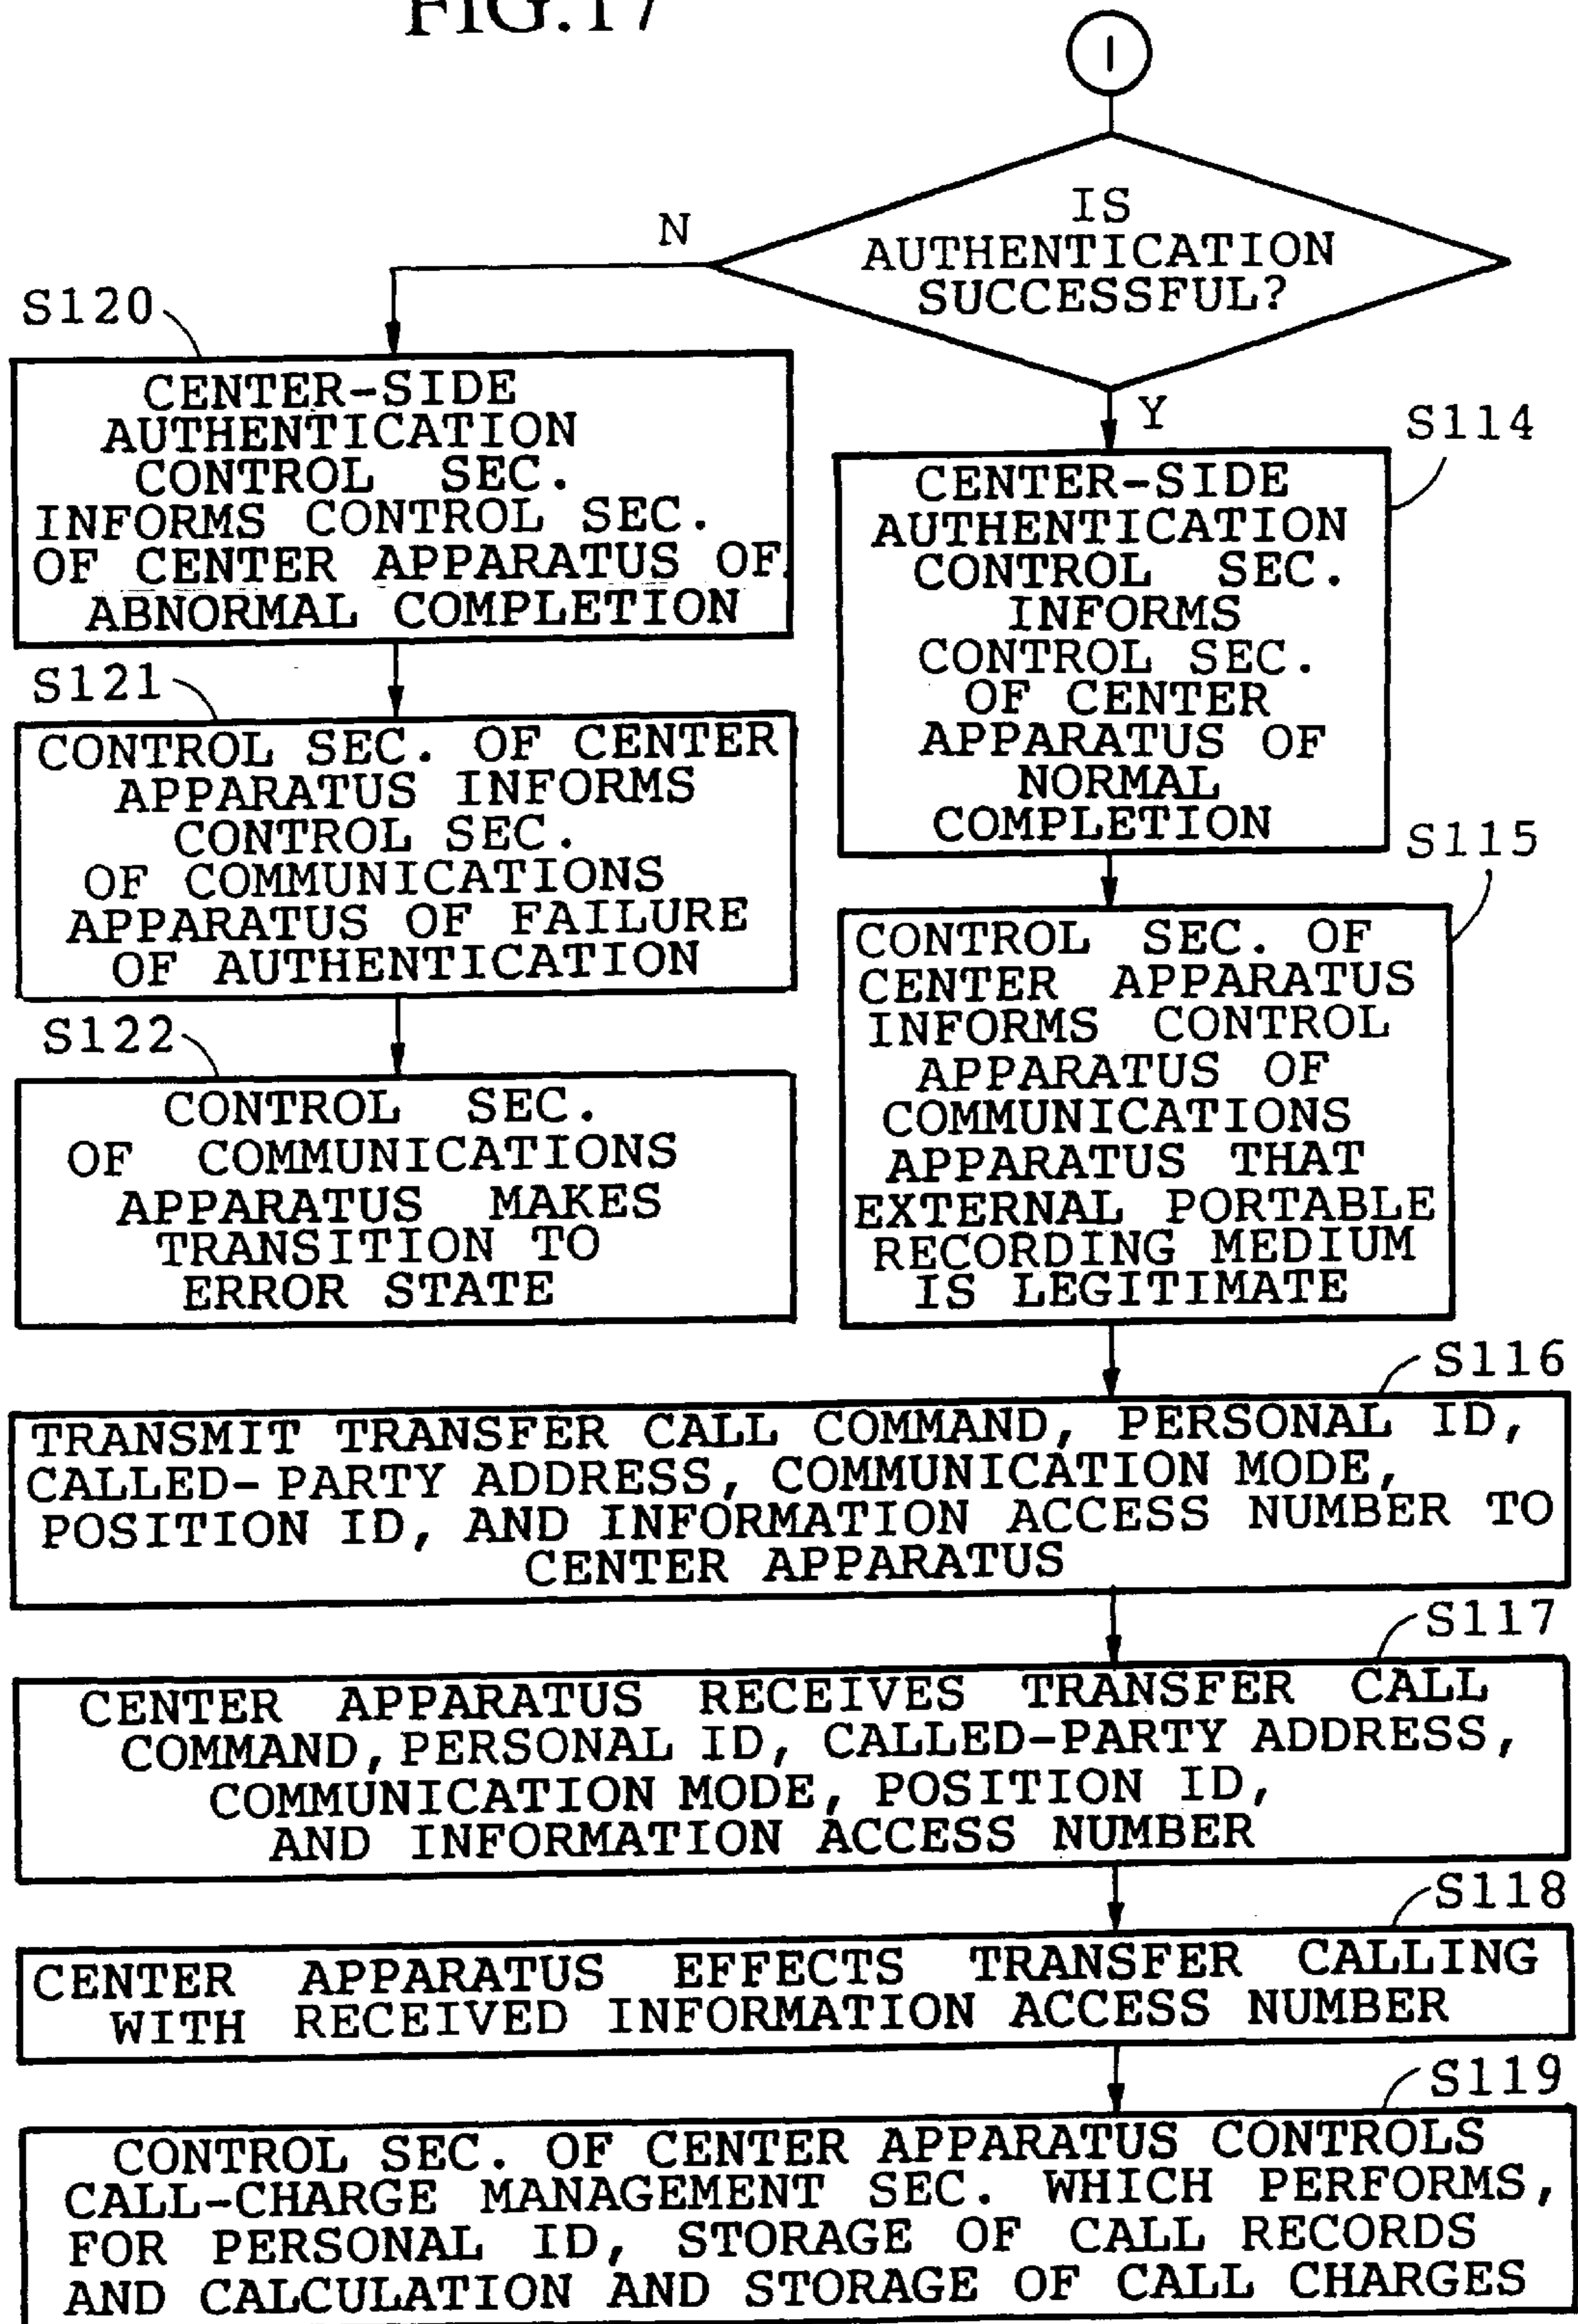 FIG.17
1
IS
AUTHENTICATION
SUCCESSFUL?
N
Y
S120
CENTER-SIDE
AUTHENTICATION
CONTROL SEC.
INFORMS CONTROL SEC.
OF CENTER APPARATUS OF
ABNORMAL COMPLETION
S121
CONTROL SEC. OF CENTER
APPARATUS INFORMS
CONTROL SEC.
OF COMMUNICATIONS
APPARATUS OF FAILURE
OF AUTHENTICATION
S122
CONTROL SEC.
OF COMMUNICATIONS
APPARATUS MAKES
TRANSITION TO
ERROR STATE
S114
CENTER-SIDE
AUTHENTICATION
CONTROL SEC.
INFORMS
CONTROL SEC.
OF CENTER
APPARATUS OF
NORMAL
COMPLETION
S115
CONTROL SEC. OF
CENTER APPARATUS
INFORMS CONTROL
APPARATUS OF
COMMUNICATIONS
APPARATUS THAT
EXTERNAL PORTABLE
RECORDING MEDIUM
IS LEGITIMATE
S116
TRANSMIT TRANSFER CALL COMMAND, PERSONAL ID,
CALLED-PARTY ADDRESS, COMMUNICATION MODE,
POSITION ID, AND INFORMATION ACCESS NUMBER TO
CENTER APPARATUS
S117
CENTER APPARATUS RECEIVES TRANSFER CALL
COMMAND, PERSONAL ID, CALLED-PARTY ADDRESS,
COMMUNICATION MODE, POSITION ID,
AND INFORMATION ACCESS NUMBER
S118
CENTER APPARATUS EFFECTS TRANSFER CALLING
WITH RECEIVED INFORMATION ACCESS NUMBER
S119
CONTROL SEC. OF CENTER APPARATUS CONTROLS
CALL-CHARGE MANAGEMENT SEC. WHICH PERFORMS,
FOR PERSONAL ID, STORAGE OF CALL RECORDS
AND CALCULATION AND STORAGE OF CALL CHARGES